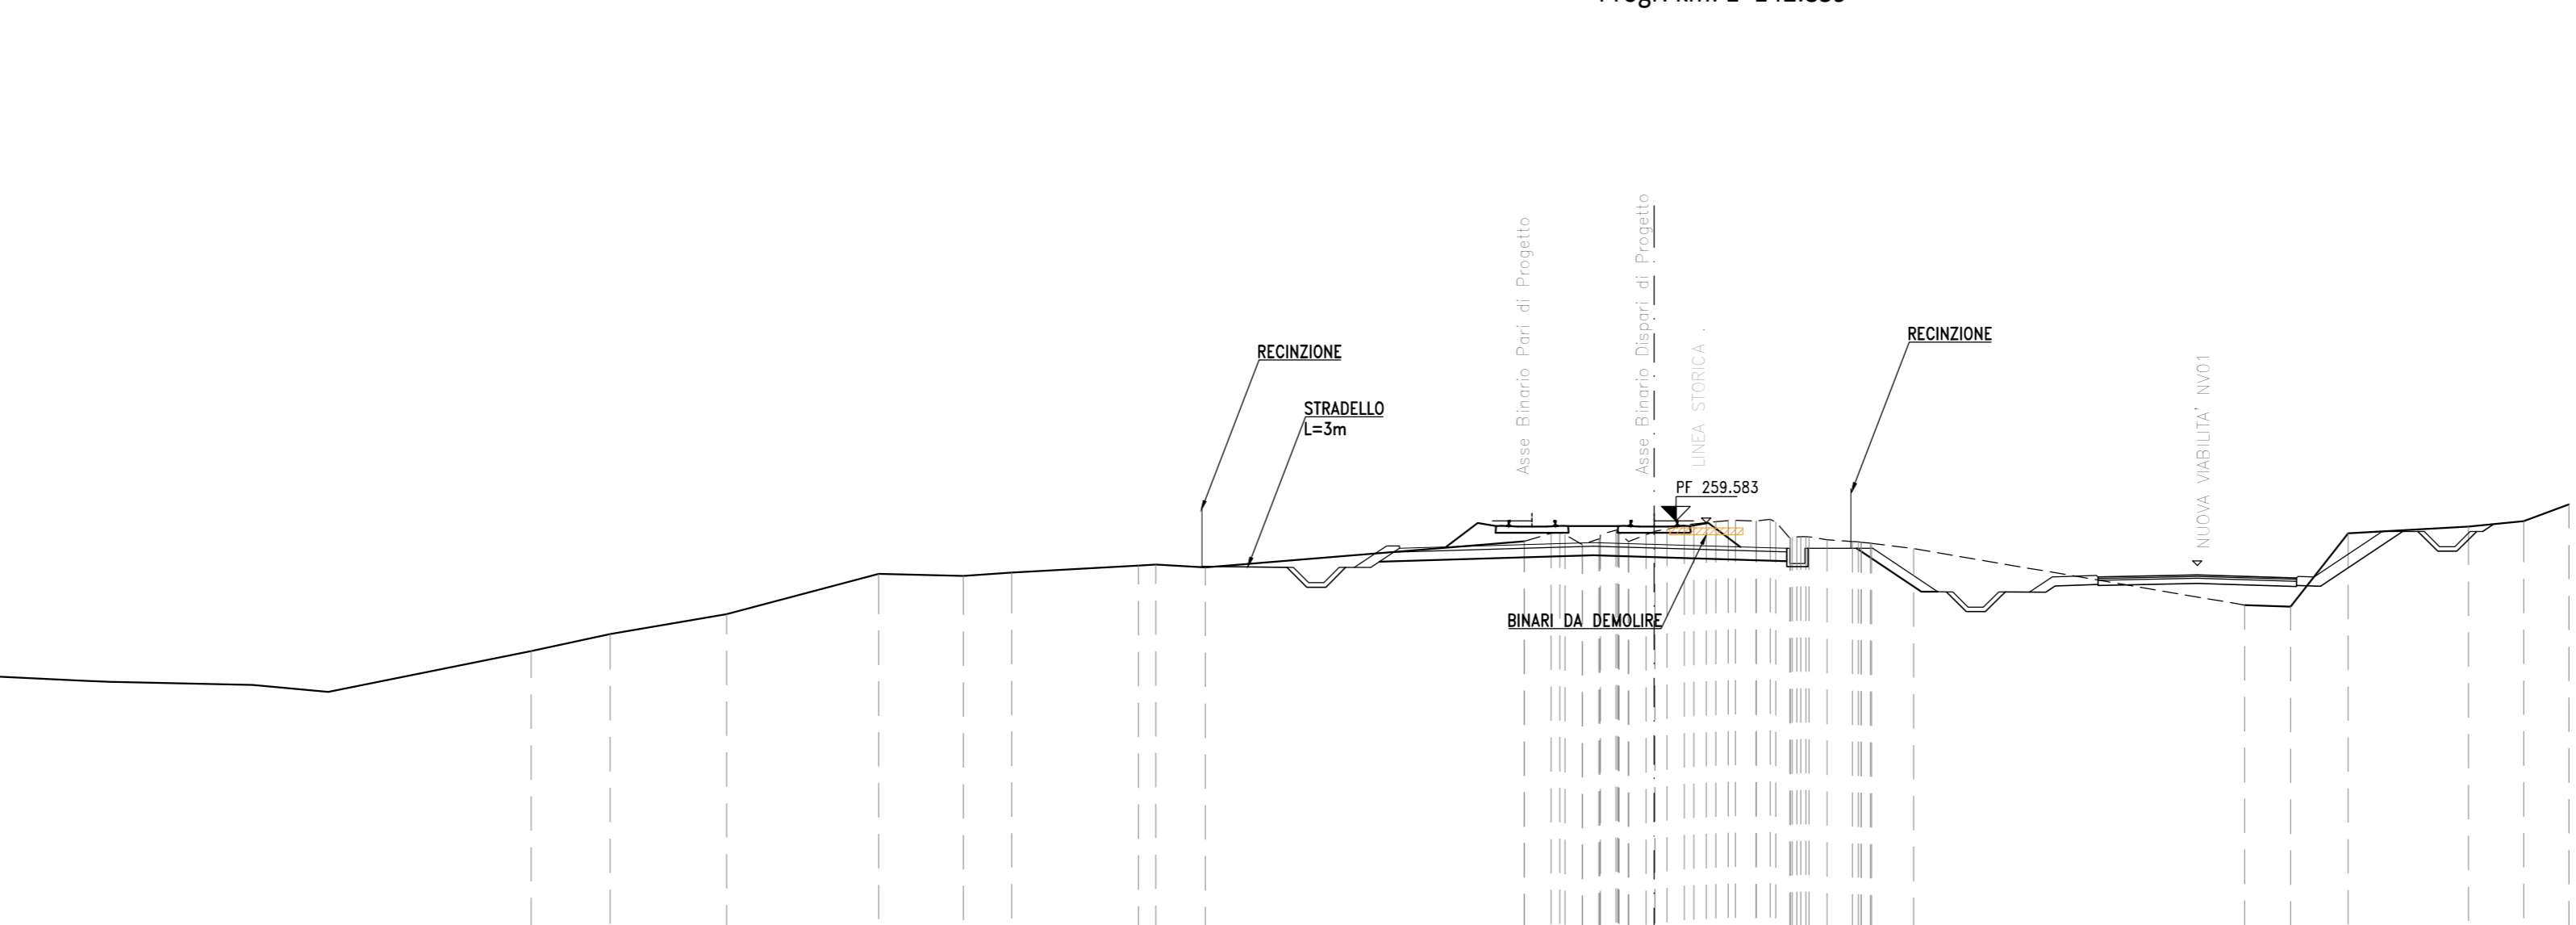 Asse Binario Pari di Progetto
Asse Binario Dispari di Progetto
LINEA STORICA .
RECINZIONE
RECINZIONE
STRADELLO
L=3m
NUOVA VIABILITA' NV01
PF 259.583
BINARI DA DEMOLIRE